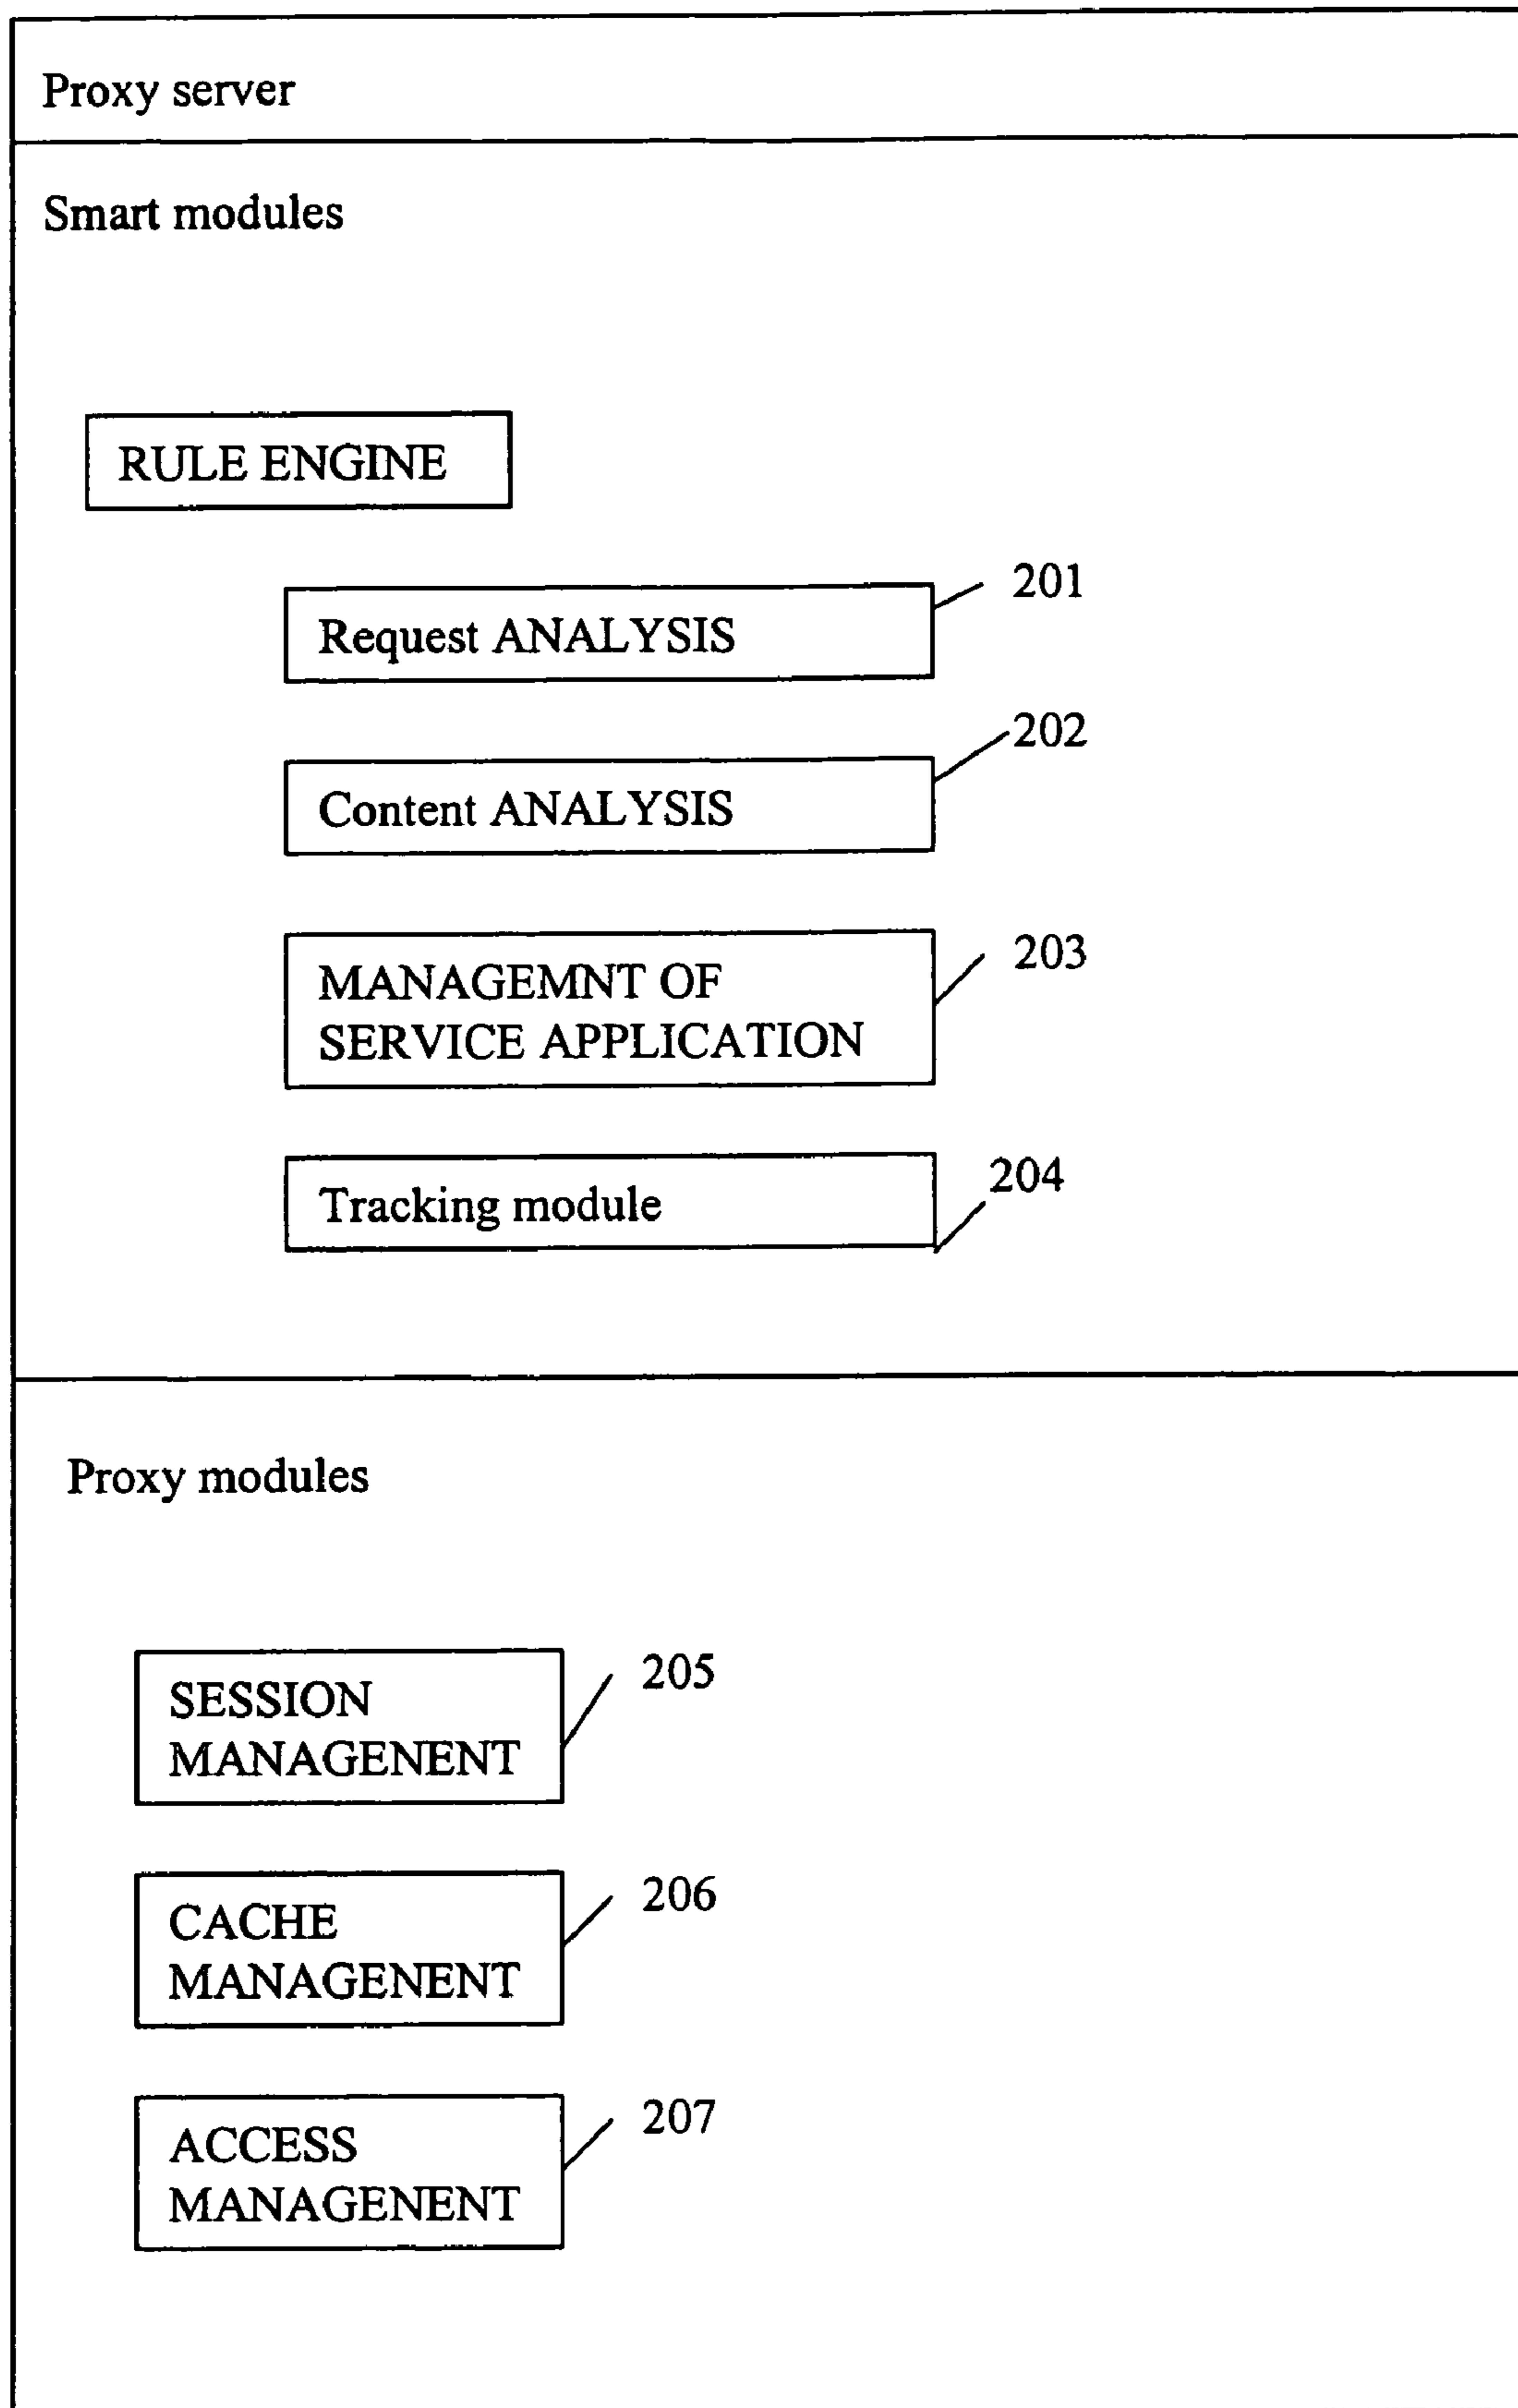 Proxy server
Smart modules
RULE ENGINE
Request ANALYSIS
201
Content ANALYSIS
202
MANAGEMNT OF
SERVICE APPLICATION
203
Tracking module
204
Proxy modules
SESSION
MANAGENENT
205
CACHE
MANAGENENT
206
ACCESS
MANAGENENT
207